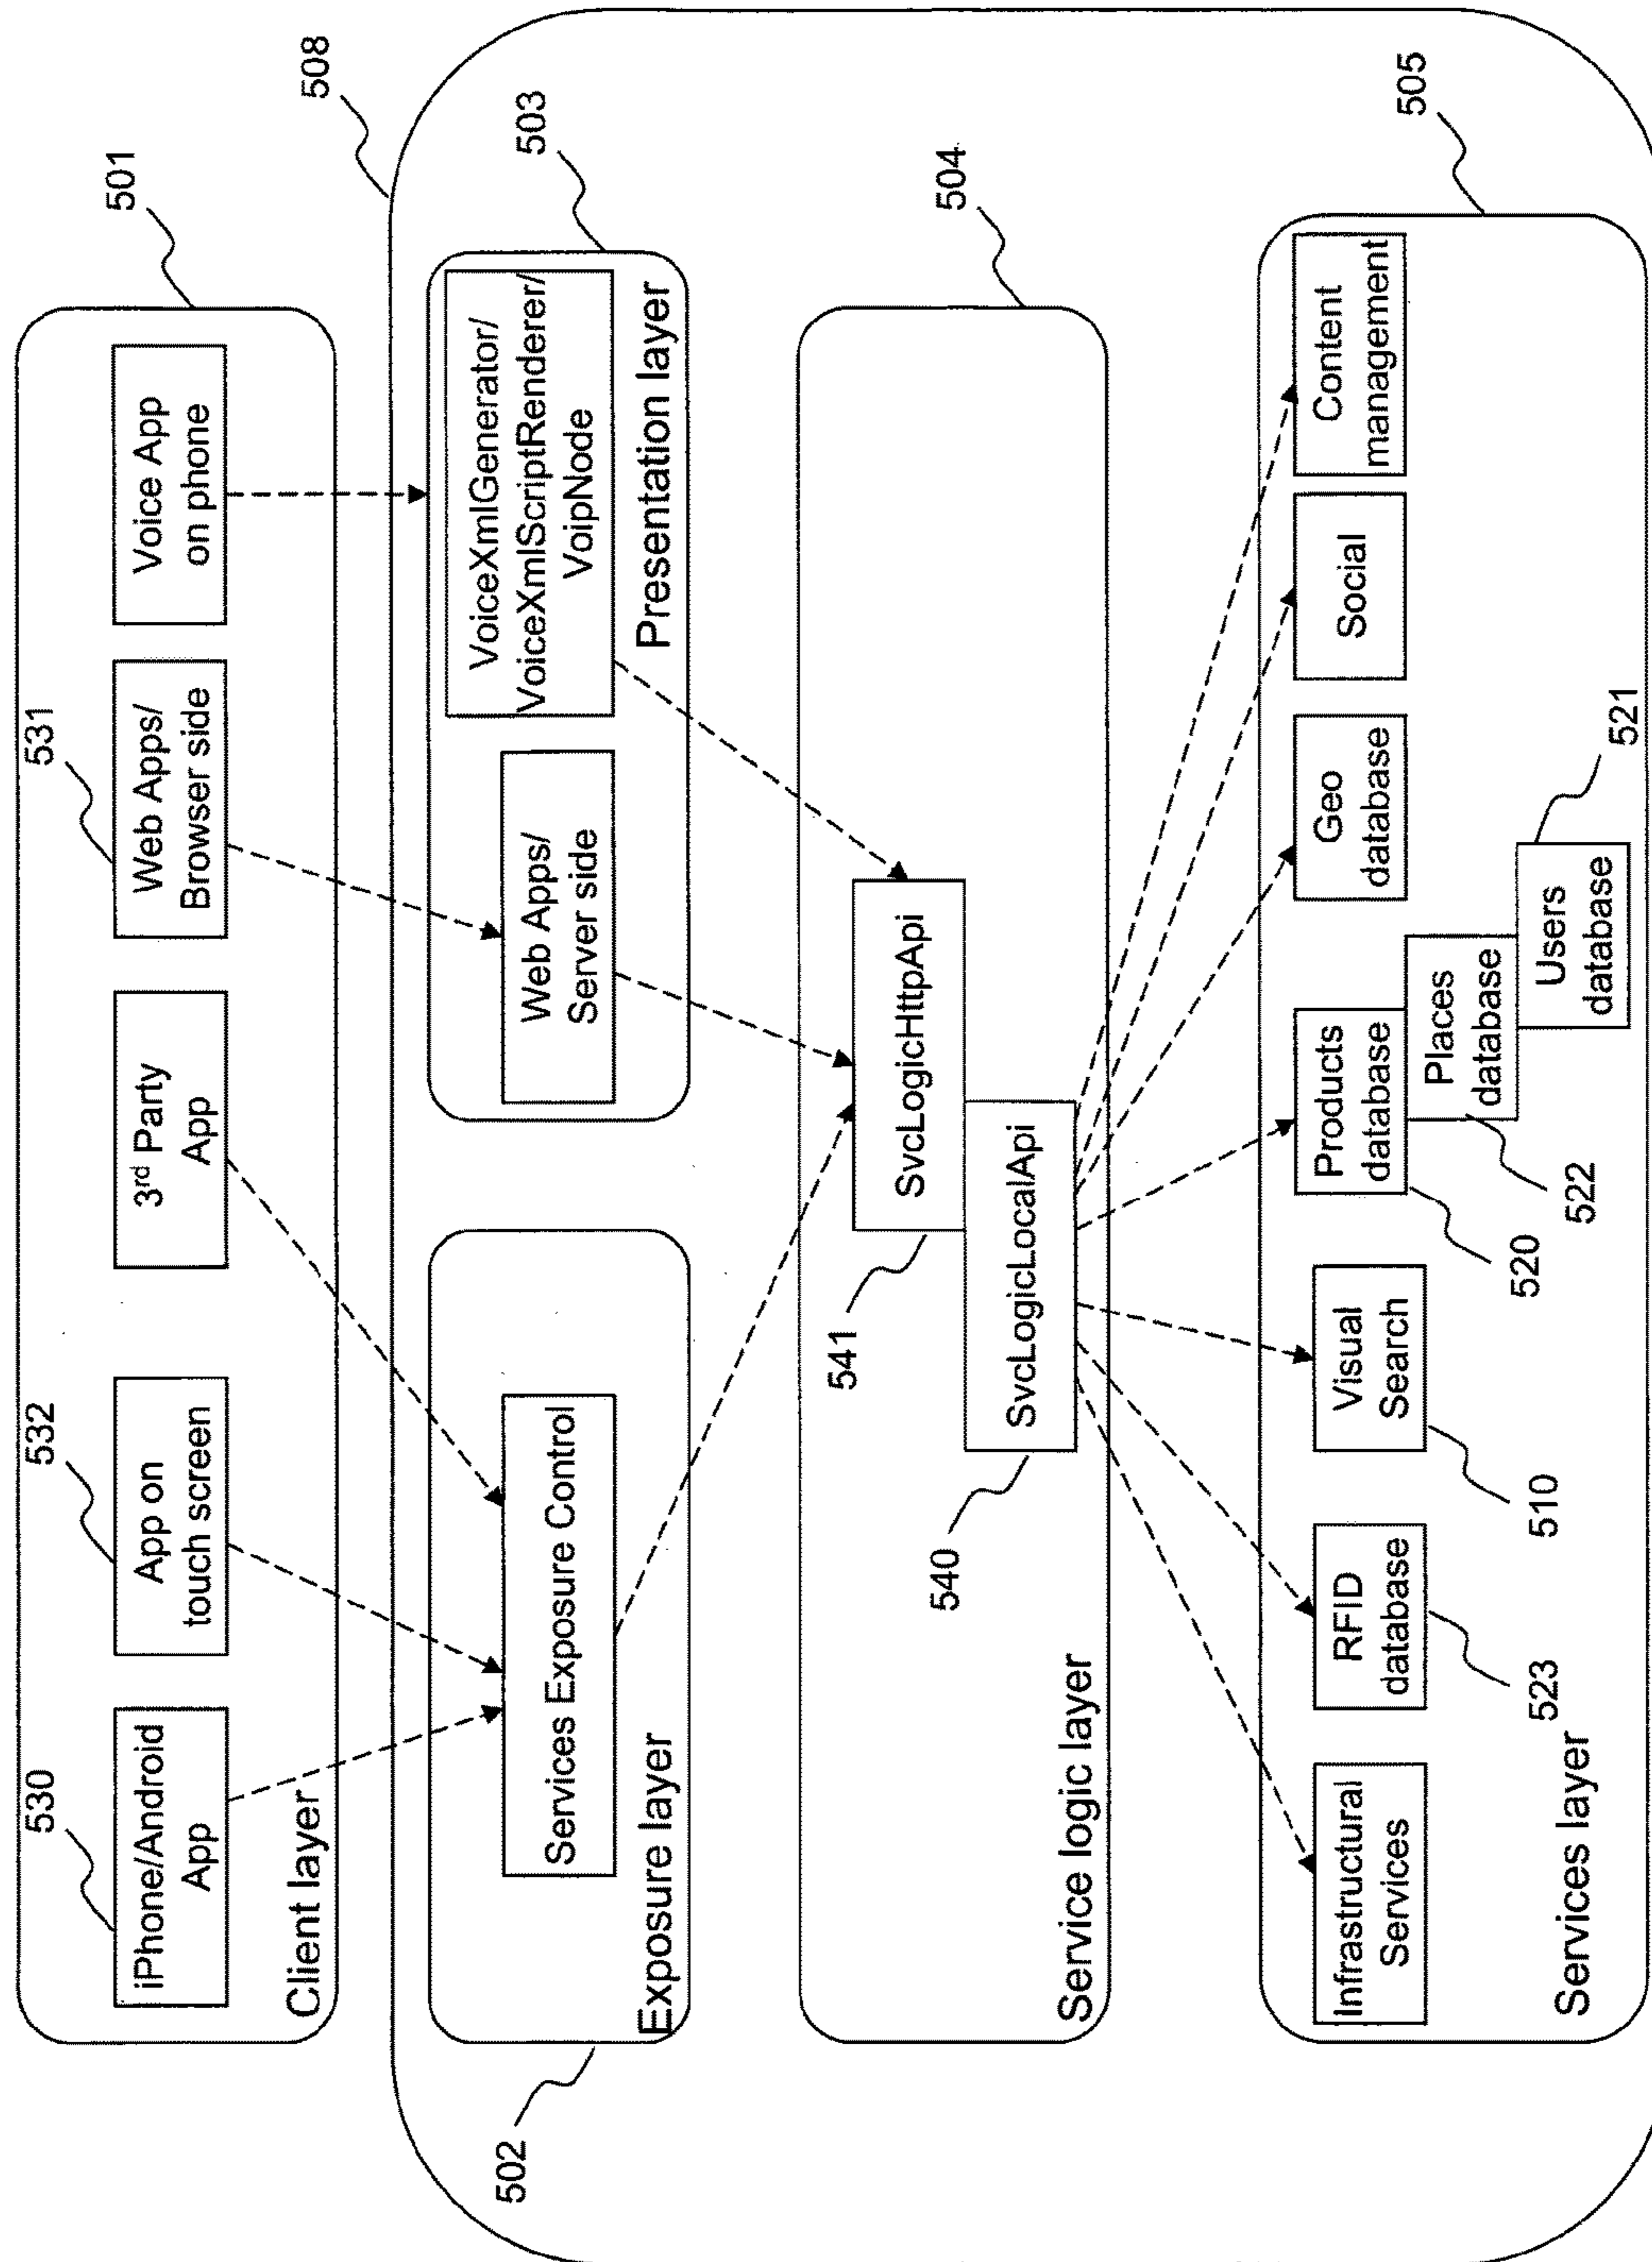 501
530
iPhone/Android
App
532
App on
touch screen
3rd Party
App
531
Web Apps/
Browser side
Voice App
on phone
Client layer
508
502
Services Exposure Control
Exposure layer
503
Web Apps/
Server side
VoiceXmlGenerator/
VoiceXmlScriptRenderer/
VoipNode
Presentation layer
504
541
SvcLogicHttpApi
540
SvcLogicLocalApi
Service logic layer
505
Infrastructural
Services
RFID
database
523
Visual
Search
510
Products
database
520
Places
database
522
Users
database
521
Geo
database
Social
Content
management
Services layer